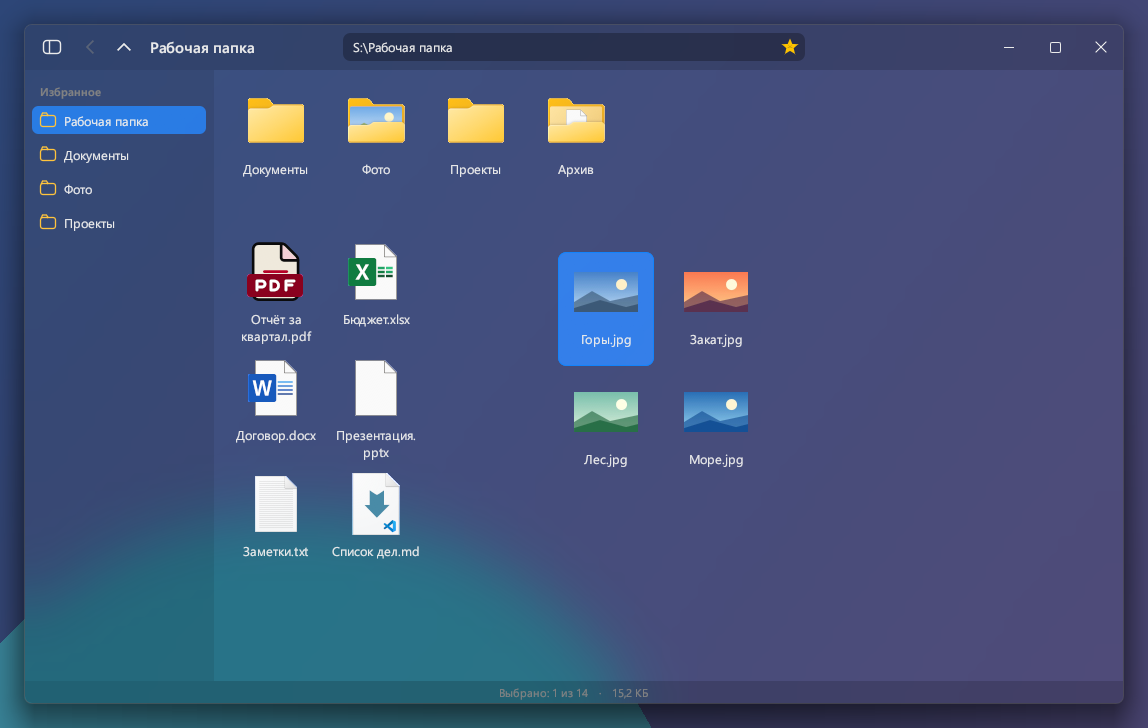 Рабочая папка
S:\Рабочая папка
Избранное
Рабочая папка
Документы
Фото
Проекты
Документы
Фото
Проекты
Архив
PDF
X
Отчёт за
квартал.pdf
Бюджет.xlsx
Горы.jpg
Закат.jpg
W
Договор.docx
Презентация.
pptx
Лес.jpg
Море.jpg
Заметки.txt
Список дел.md
Выбрано: 1 из 14 · 15,2 КБ